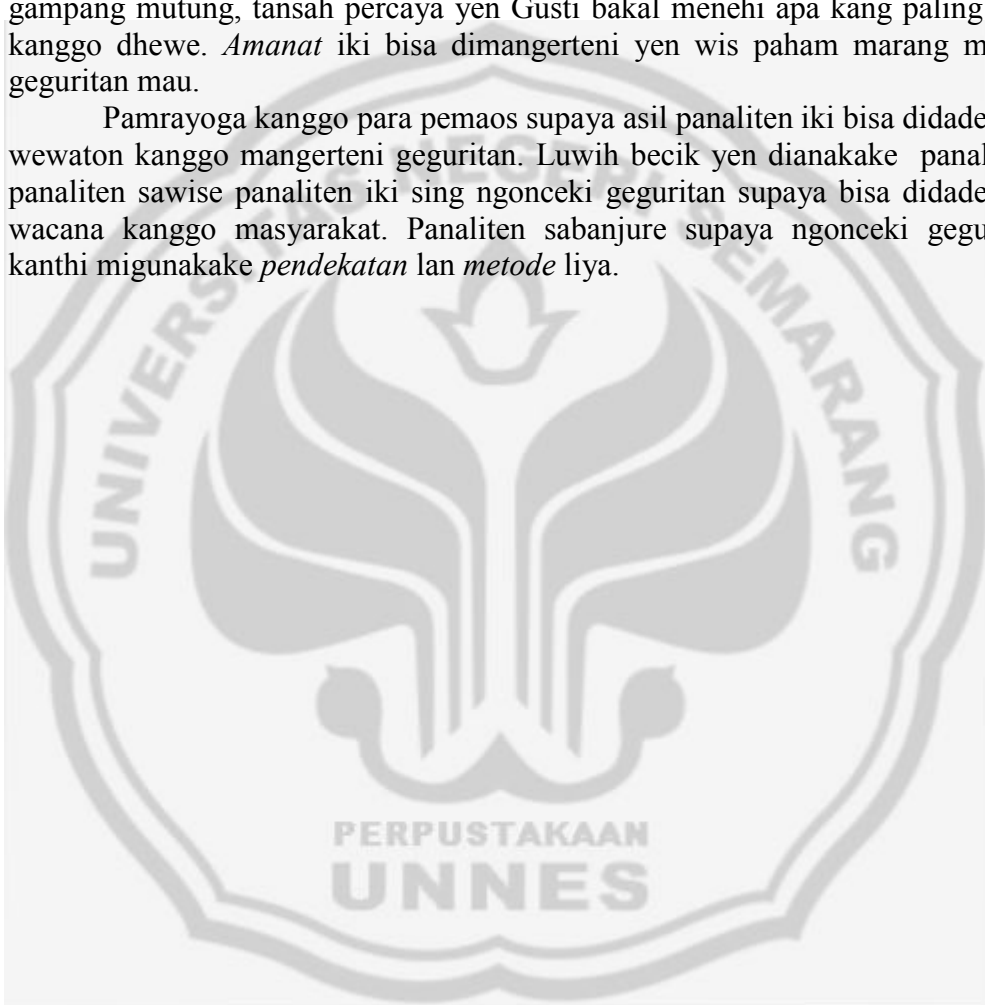 gampang mutung, tansah percaya yen Gusti bakal menehi apa kang paling
kanggo dhewe. Amanat iki bisa dimangerteni yen wis paham marang m
geguritan mau.
Pamrayoga kanggo para pemaos supaya asil panaliten iki bisa didade
wewaton kanggo mangerteni geguritan. Luwih becik yen dianakake panal
panaliten sawise panaliten iki sing ngonceki geguritan supaya bisa didade
wacana kanggo masyarakat. Panaliten sabanjure supaya ngonceki gegu
kanthi migunakake pendekatan lan metode liya.
UNIVERSITAS NEGERI SEMARANG
PERPUSTAKAAN
UNNES